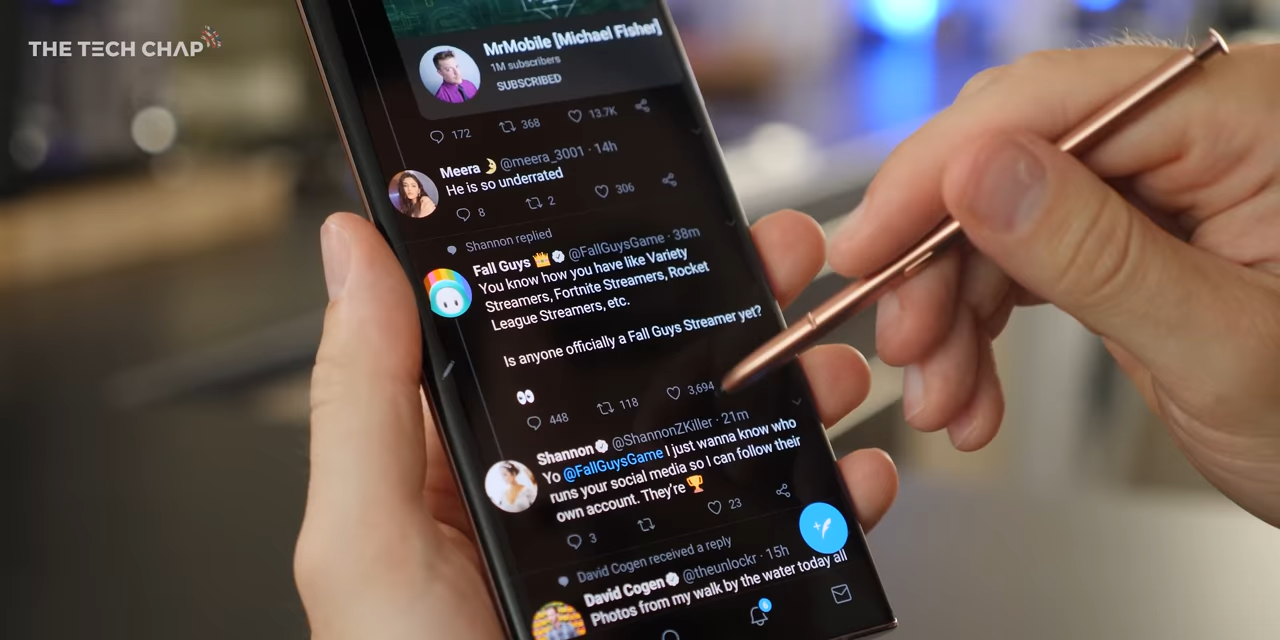 THE TECH CHAP
MrMobile [Michael Fisher]
1M subscribers
SUBSCRIBED
172 368 13.7K
Meera 🌛 @meera_3001 · 14h
He is so underrated
8 2 306
Shannon replied
Fall Guys 👑 @FallGuysGame · 38m
You know how you have like Variety
Streamers, Fortnite Streamers, Rocket
League Streamers, etc.
Is anyone officially a Fall Guys Streamer yet?
👀
448 118 3,694
Shannon @ShannonZKiller · 21m
Yo @FallGuysGame I just wanna know who
runs your social media so I can follow their
own account. They're 🏆
3 23
David Cogen received a reply
David Cogen @theunlockr · 15h
Photos from my walk by the water today all
6